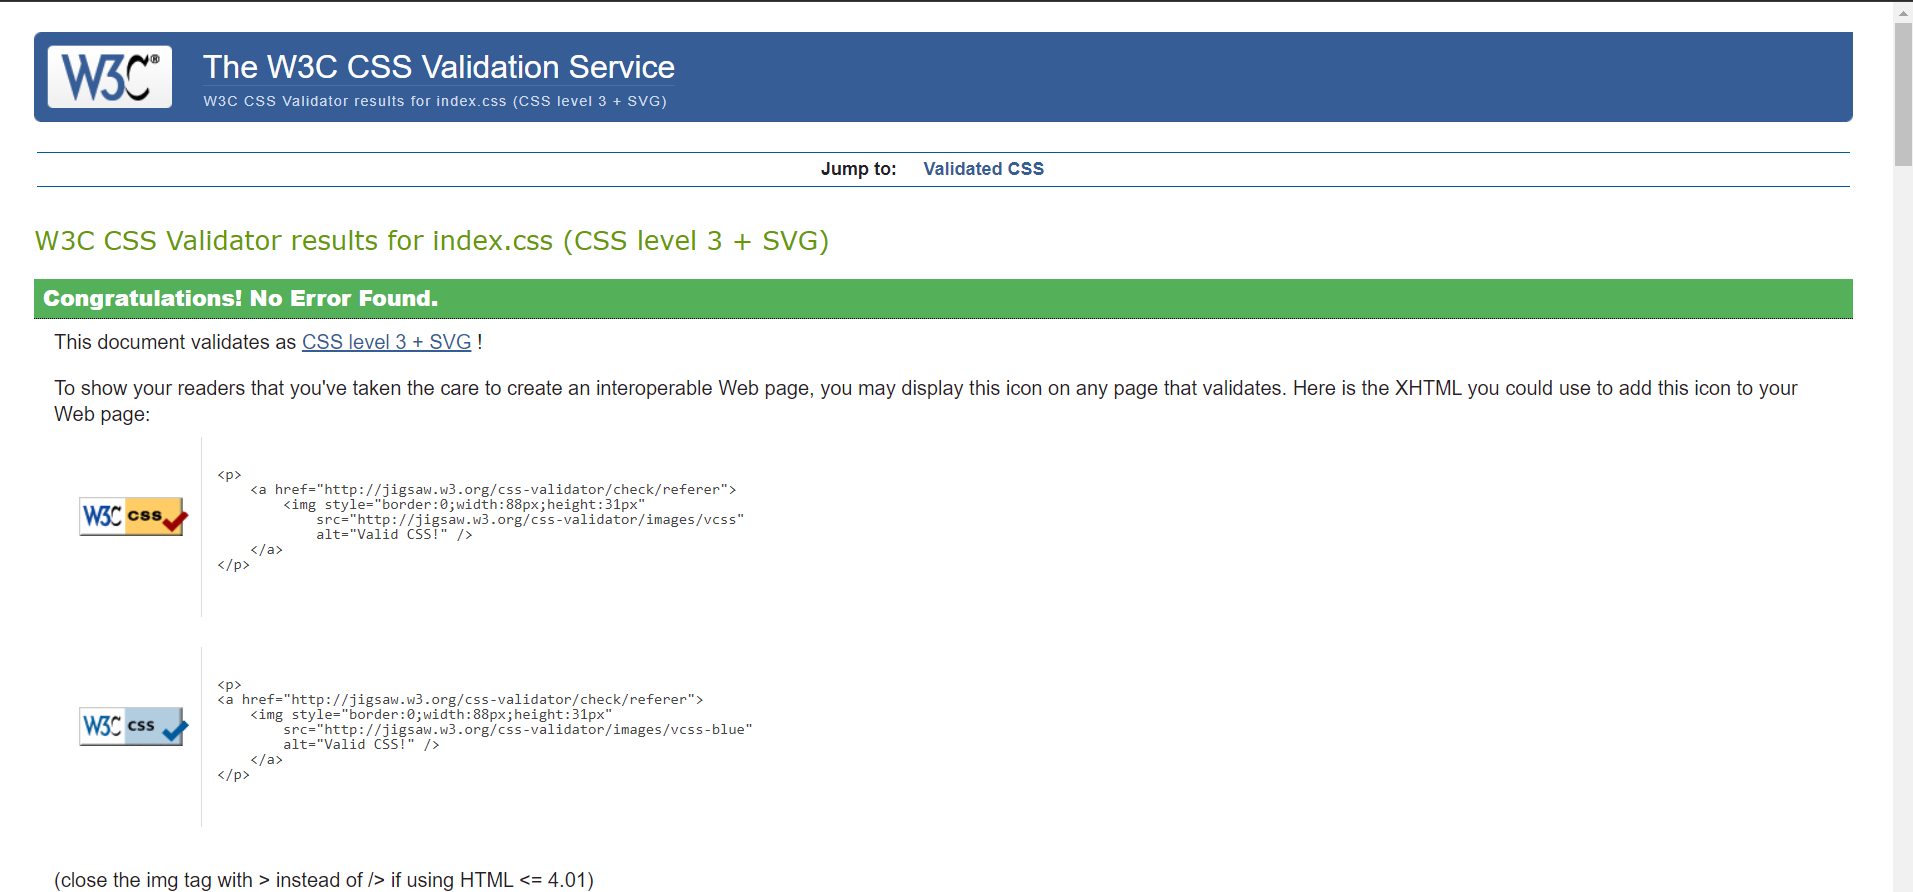 W3C®
The W3C CSS Validation Service
W3C CSS Validator results for index.css (CSS level 3 + SVG)
Jump to: Validated CSS
W3C CSS Validator results for index.css (CSS level 3 + SVG)
Congratulations! No Error Found.
This document validates as CSS level 3 + SVG !
To show your readers that you've taken the care to create an interoperable Web page, you may display this icon on any page that validates. Here is the XHTML you could use to add this icon to your
Web page:
W3C css
<p>
    <a href="http://jigsaw.w3.org/css-validator/check/referer">
        <img style="border:0;width:88px;height:31px"
            src="http://jigsaw.w3.org/css-validator/images/vcss"
            alt="Valid CSS!" />
    </a>
</p>
W3C css
<p>
<a href="http://jigsaw.w3.org/css-validator/check/referer">
    <img style="border:0;width:88px;height:31px"
        src="http://jigsaw.w3.org/css-validator/images/vcss-blue"
        alt="Valid CSS!" />
    </a>
</p>
(close the img tag with > instead of /> if using HTML <= 4.01)